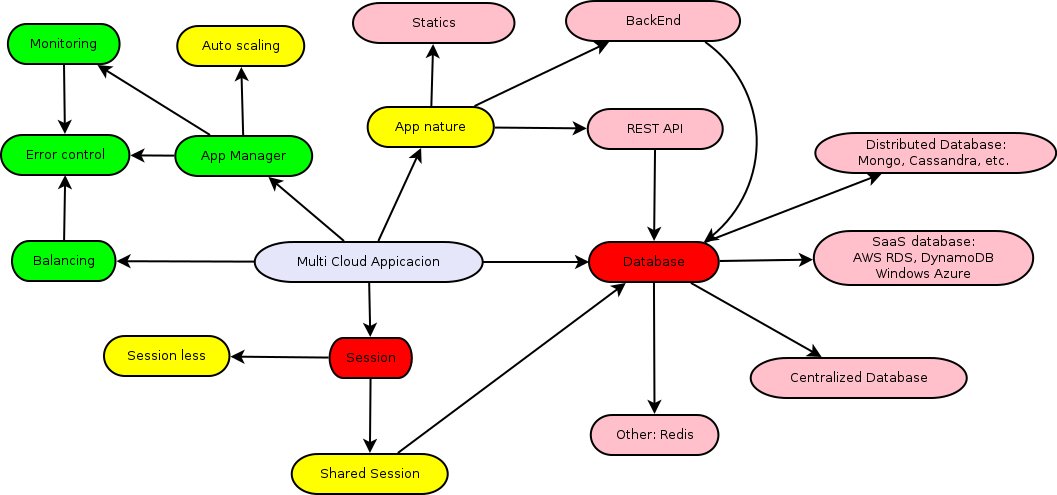 Statics
BackEnd
Monitoring
Auto scaling
App nature
REST API
Error control
App Manager
Distributed Database:
Mongo, Cassandra, etc.
Balancing
Multi Cloud Appicacion
Database
SaaS database:
AWS RDS, DynamoDB
Windows Azure
Session less
Session
Centralized Database
Other: Redis
Shared Session